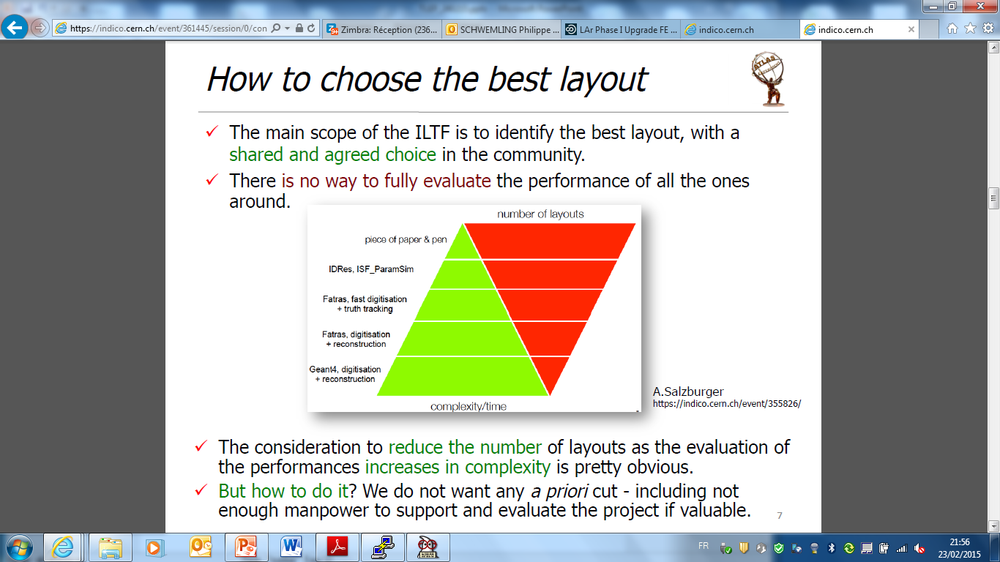 https://indico.cern.ch/event/361445/session/0/con
Zimbra: Réception (236...
SCHWEMLING Philippe ...
LAr Phase I Upgrade FE ...
indico.cern.ch
indico.cern.ch
How to choose the best layout
ATLAS
The main scope of the ILTF is to identify the best layout, with a
shared and agreed choice in the community.
There is no way to fully evaluate the performance of all the ones
around.
number of layouts
piece of paper & pen
IDRes, ISF_ParamSim
Fatras, fast digitisation
+ truth tracking
Fatras, digitisation
+ reconstruction
Geant4, digitisation
+ reconstruction
complexity/time
A.Salzburger
https://indico.cern.ch/event/355826/
The consideration to reduce the number of layouts as the evaluation of
the performances increases in complexity is pretty obvious.
But how to do it? We do not want any a priori cut - including not
enough manpower to support and evaluate the project if valuable.
7
FR
21:56
23/02/2015